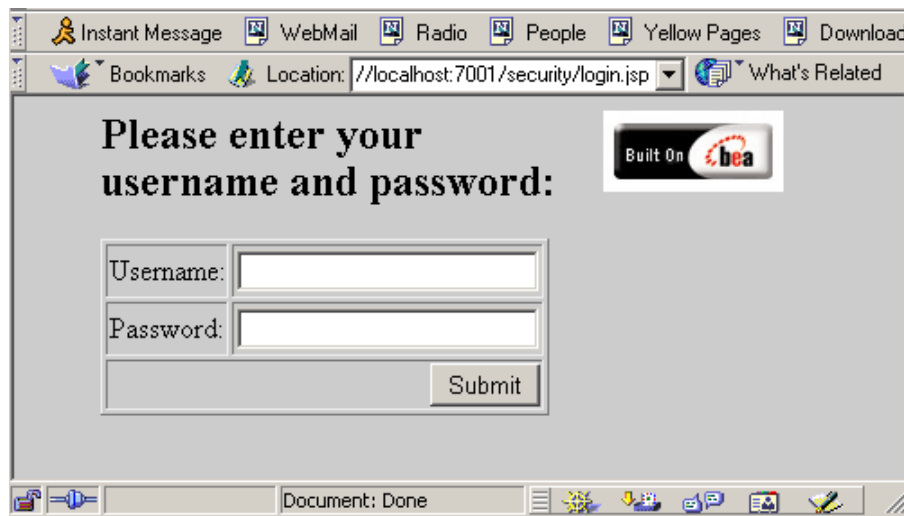 Instant Message WebMail Radio People Yellow Pages Download
Bookmarks Location: //localhost:7001/security/login.jsp What's Related
Please enter your
username and password:
Built On bea
Username:
Password:
Submit
Document: Done